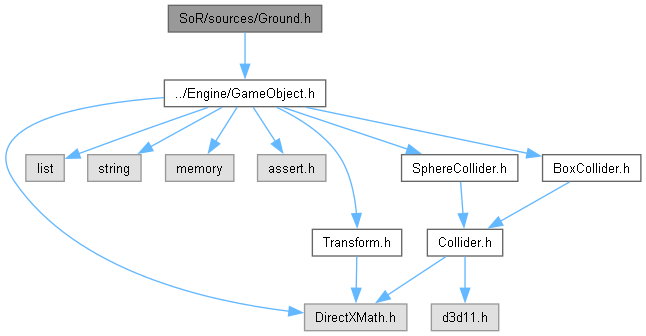 SoR/sources/Ground.h
../Engine/GameObject.h
list
string
memory
assert.h
SphereCollider.h
BoxCollider.h
Transform.h
Collider.h
DirectXMath.h
d3d11.h